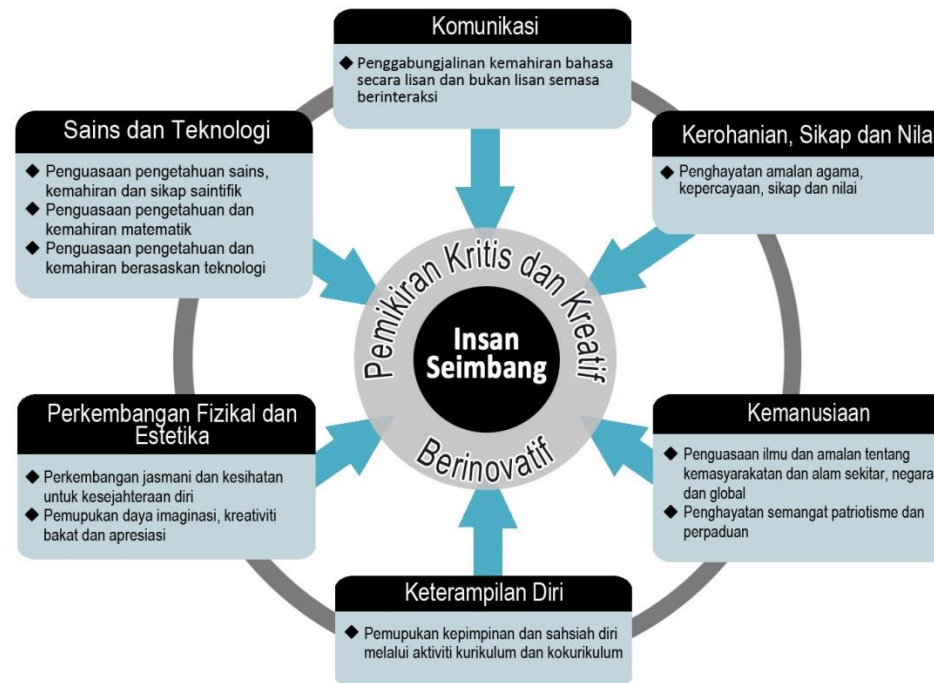 Komunikasi
◆ Penggabungjalinan kemahiran bahasa
secara lisan dan bukan lisan semasa
berinteraksi
Sains dan Teknologi
◆ Penguasaan pengetahuan sains,
kemahiran dan sikap saintifik
◆ Penguasaan pengetahuan dan
kemahiran matematik
◆ Penguasaan pengetahuan dan
kemahiran berasaskan teknologi
Kerohanian, Sikap dan Nilai
◆ Penghayatan amalan agama,
kepercayaan, sikap dan nilai
Pemikiran Kritis dan Kreatif
Insan
Seimbang
Berinovatif
Perkembangan Fizikal dan
Estetika
◆ Perkembangan jasmani dan kesihatan
untuk kesejahteraan diri
◆ Pemupukan daya imaginasi, kreativiti
bakat dan apresiasi
Kemanusiaan
◆ Penguasaan ilmu dan amalan tentang
kemasyarakatan dan alam sekitar, negara
dan global
◆ Penghayatan semangat patriotisme dan
perpaduan
Keterampilan Diri
◆ Pemupukan kepimpinan dan sahsiah diri
melalui aktiviti kurikulum dan kokurikulum